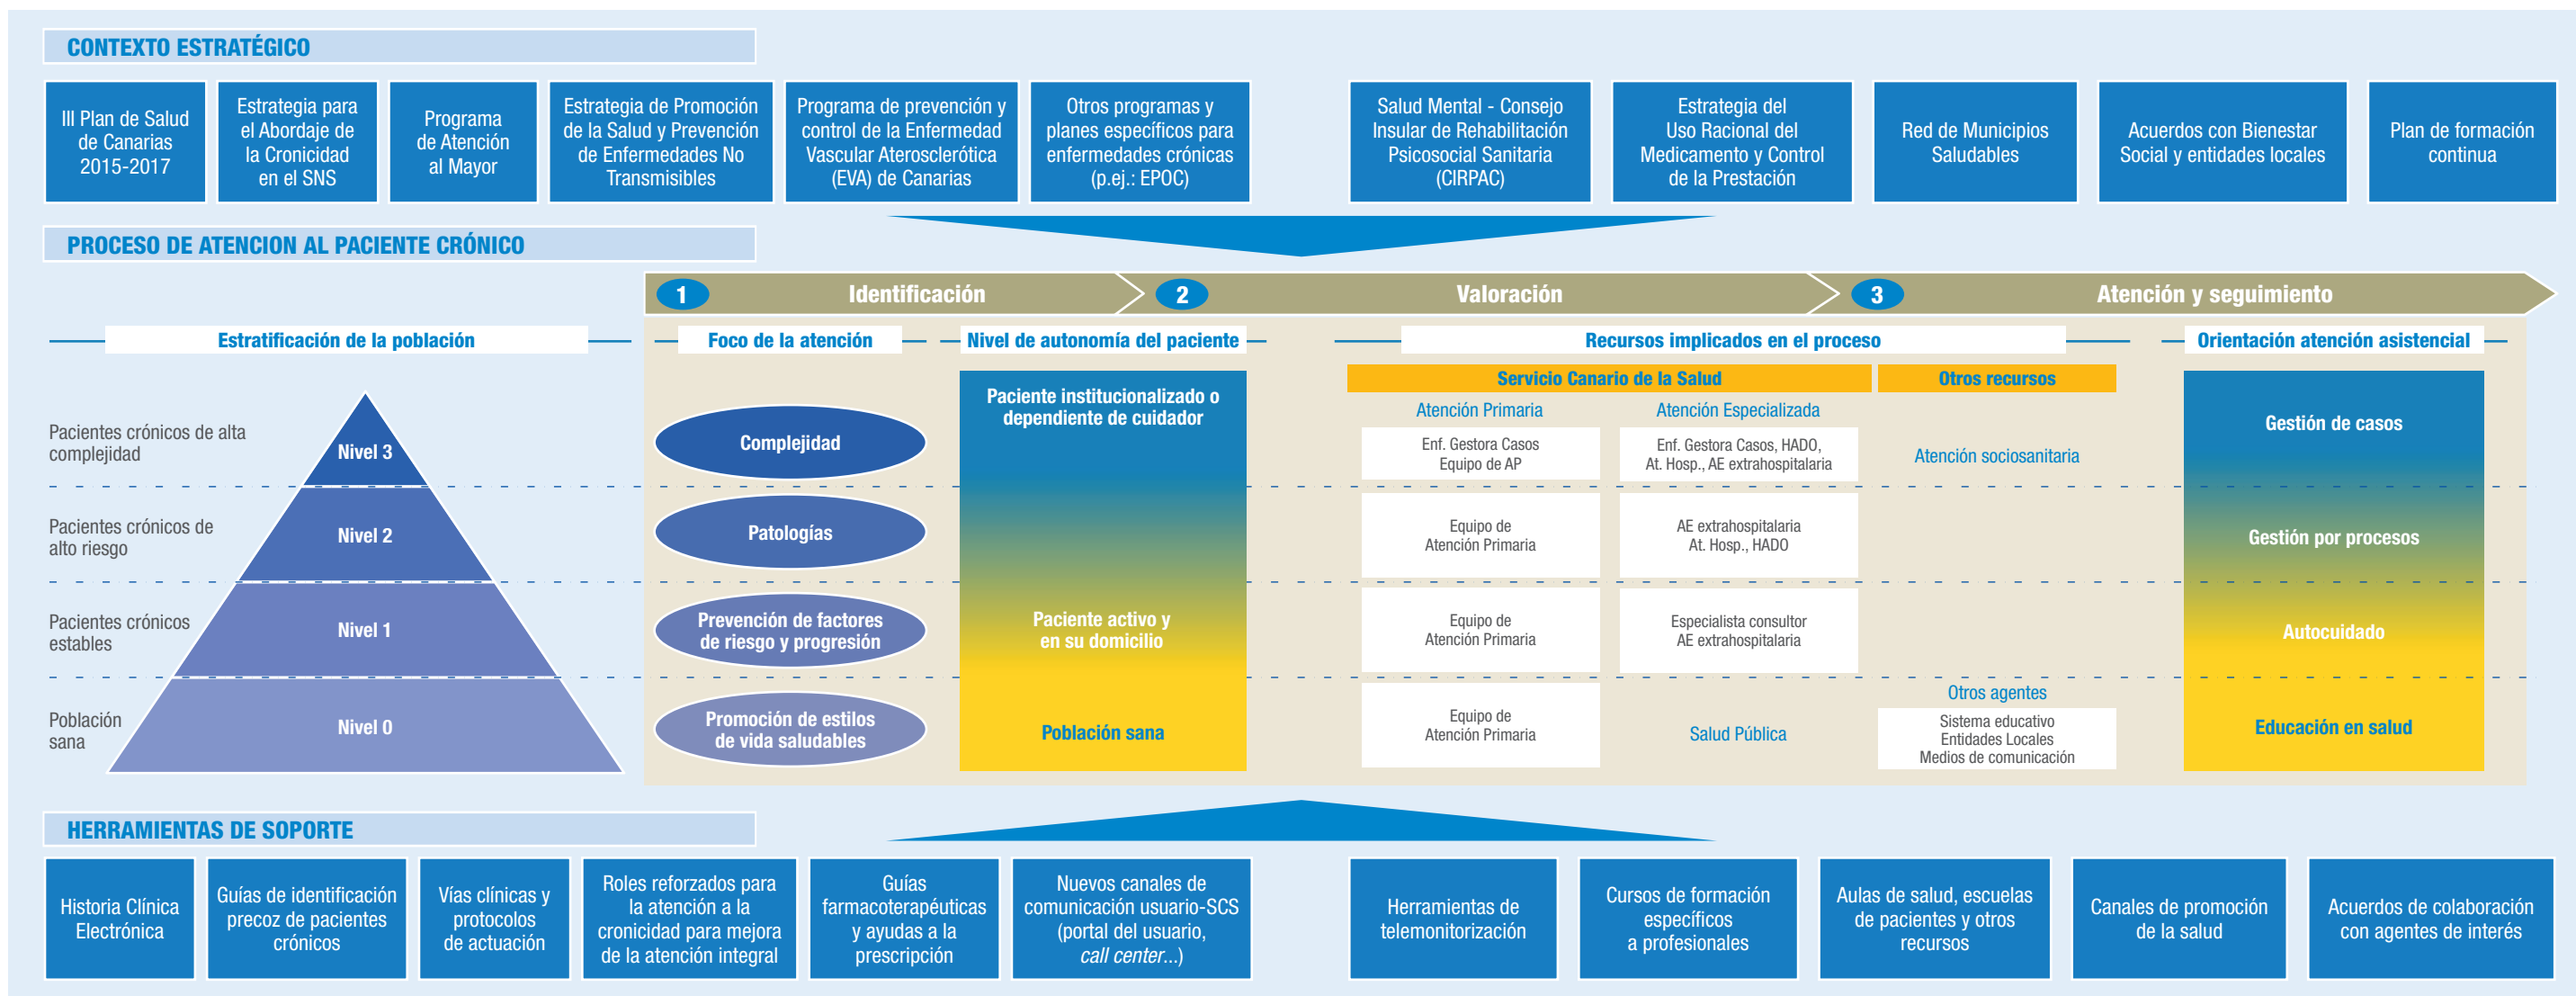 CONTEXTO ESTRATÉGICO
III Plan de Salud
de Canarias
2015-2017
Estrategia para
el Abordaje de
la Cronicidad
en el SNS
Programa
de Atención
al Mayor
Estrategia de Promoción
de la Salud y Prevención
de Enfermedades No
Transmisibles
Programa de prevención y
control de la Enfermedad
Vascular Aterosclerótica
(EVA) de Canarias
Otros programas y
planes específicos para
enfermedades crónicas
(p.ej.: EPOC)
Salud Mental - Consejo
Insular de Rehabilitación
Psicosocial Sanitaria
(CIRPAC)
Estrategia del
Uso Racional del
Medicamento y Control
de la Prestación
Red de Municipios
Saludables
Acuerdos con Bienestar
Social y entidades locales
Plan de formación
continua
PROCESO DE ATENCION AL PACIENTE CRÓNICO
1 Identificación
2 Valoración
3 Atención y seguimiento
Estratificación de la población
Foco de la atención
Nivel de autonomía del paciente
Recursos implicados en el proceso
Orientación atención asistencial
Servicio Canario de la Salud
Otros recursos
Atención Primaria
Atención Especializada
Pacientes crónicos de alta
complejidad
Nivel 3
Complejidad
Paciente institucionalizado o
dependiente de cuidador
Enf. Gestora Casos
Equipo de AP
Enf. Gestora Casos, HADO,
At. Hosp., AE extrahospitalaria
Atención sociosanitaria
Gestión de casos
Pacientes crónicos de
alto riesgo
Nivel 2
Patologías
Equipo de
Atención Primaria
AE extrahospitalaria
At. Hosp., HADO
Gestión por procesos
Pacientes crónicos
estables
Nivel 1
Prevención de factores
de riesgo y progresión
Paciente activo y
en su domicilio
Equipo de
Atención Primaria
Especialista consultor
AE extrahospitalaria
Autocuidado
Población
sana
Nivel 0
Promoción de estilos
de vida saludables
Población sana
Equipo de
Atención Primaria
Salud Pública
Otros agentes
Sistema educativo
Entidades Locales
Medios de comunicación
Educación en salud
HERRAMIENTAS DE SOPORTE
Historia Clínica
Electrónica
Guías de identificación
precoz de pacientes
crónicos
Vías clínicas y
protocolos
de actuación
Roles reforzados para
la atención a la
cronicidad para mejora
de la atención integral
Guías
farmacoterapéuticas
y ayudas a la
prescripción
Nuevos canales de
comunicación usuario-SCS
(portal del usuario,
call center...)
Herramientas de
telemonitorización
Cursos de formación
específicos
a profesionales
Aulas de salud, escuelas
de pacientes y otros
recursos
Canales de promoción
de la salud
Acuerdos de colaboración
con agentes de interés